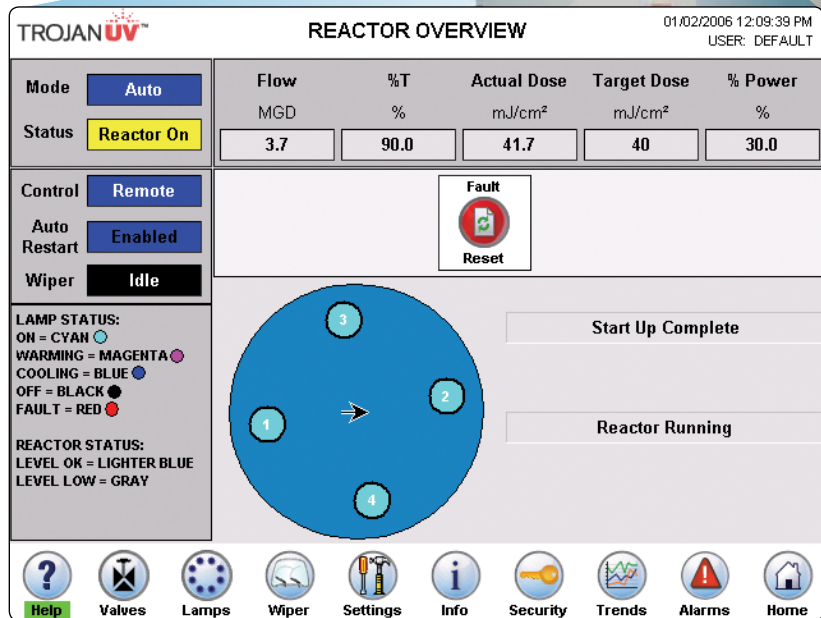 TROJANUV™
REACTOR OVERVIEW
01/02/2006 12:09:39 PM
USER: DEFAULT
Mode Auto
Status Reactor On
Flow %T Actual Dose Target Dose % Power
MGD % mJ/cm² mJ/cm² %
3.7 90.0 41.7 40 30.0
Control Remote
Auto Restart Enabled
Wiper Idle
Fault
Reset
LAMP STATUS:
ON = CYAN
WARMING = MAGENTA
COOLING = BLUE
OFF = BLACK
FAULT = RED
REACTOR STATUS:
LEVEL OK = LIGHTER BLUE
LEVEL LOW = GRAY
3
2
1
4
Start Up Complete
Reactor Running
?
i
!
Help Valves Lamps Wiper Settings Info Security Trends Alarms Home